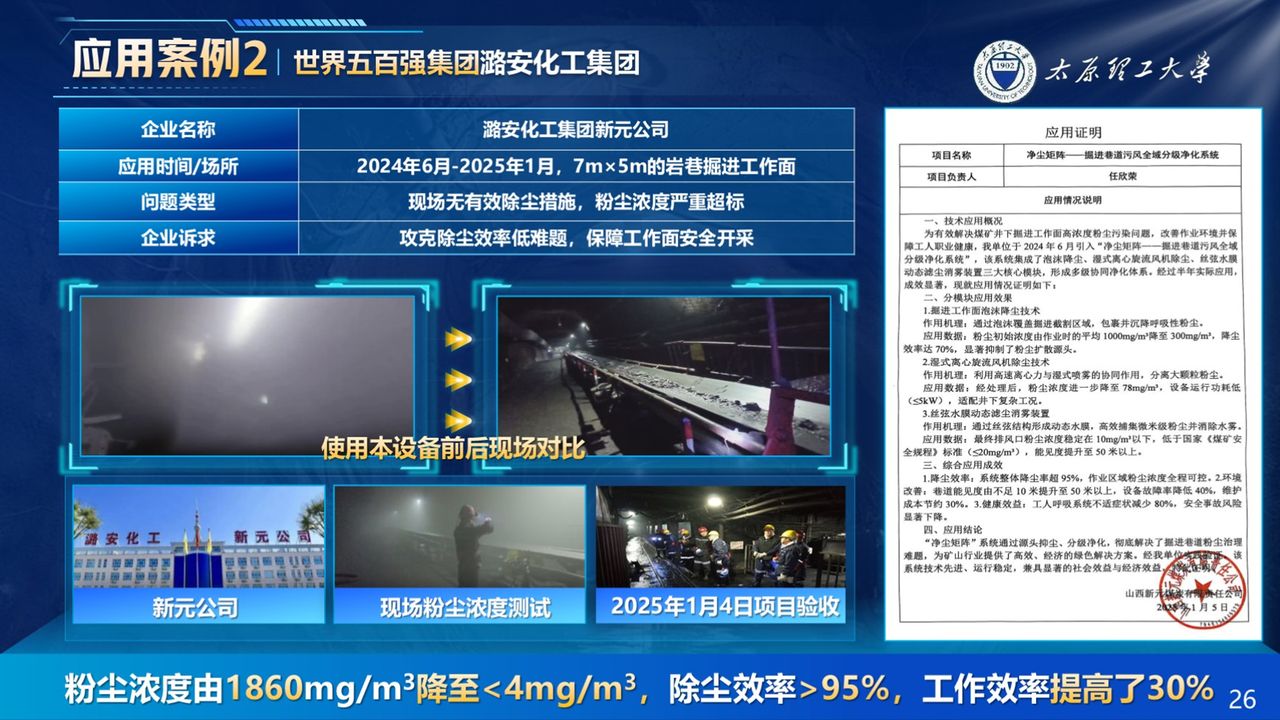 应用案例2
世界五百强集团潞安化工集团
1902
太原理工大学
企业名称 潞安化工集团新元公司
应用时间/场所 2024年6月-2025年1月，7m×5m的岩巷掘进工作面
问题类型 现场无有效除尘措施，粉尘浓度严重超标
企业诉求 攻克除尘效率低难题，保障工作面安全开采
使用本设备前后现场对比
潞安化工 新元公司
新元公司
现场粉尘浓度测试
2025年1月4日项目验收
应用证明
项目名称 净尘矩阵——掘进巷道污风全域分级净化系统
项目负责人 任欣荣
应用情况说明
一、技术应用概况
为有效解决煤矿井下掘进工作面高浓度粉尘污染问题，改善作业环境并保
障工人职业健康，我单位于 2024 年 6 月引入“净尘矩阵——掘进巷道污风全域
分级净化系统”，该系统集成了泡沫降尘、湿式离心旋流风机除尘、丝弦水膜
动态滤尘消雾装置三大核心模块，形成多级协同净化体系。经过半年实际应用，
成效显著，现就应用情况证明如下：
二、分模块应用效果
1.掘进工作面泡沫降尘技术
作用机理：通过泡沫覆盖掘进截割区域，包裹并沉降呼吸性粉尘。
应用数据：粉尘初始浓度由作业时的平均 1000mg/m³降至 300mg/m³，降尘
效率达 70%，显著抑制了粉尘扩散源头。
2.湿式离心旋流风机除尘技术
作用机理：利用高速离心力与湿式喷雾的协同作用，分离大颗粒粉尘。
应用数据：经处理后，粉尘浓度进一步降至 78mg/m³，设备运行功耗低
（≤5kW），适配井下复杂工况。
3.丝弦水膜动态滤尘消雾装置
作用机理：通过丝弦结构形成动态水膜，高效捕集微米级粉尘并消除水雾。
应用数据：最终排风口粉尘浓度稳定在 10mg/m³以下，低于国家《煤矿安
全规程》标准（≤20mg/m³），能见度提升至 50 米以上。
三、综合应用成效
1.降尘效率：系统整体降尘率超 95%，作业区域粉尘浓度全程可控。2.环境
改善：巷道能见度由不足 10 米提升至 50 米以上，设备故障率降低 40%，维护
成本节约 30%。3.健康效益：工人呼吸系统不适症状减少 80%，安全事故风险
显著下降。
四、应用结论
“净尘矩阵”系统通过源头抑尘、分级净化，彻底解决了掘进巷道粉尘治理
难题，为矿山行业提供了高效、经济的绿色解决方案。经我单位 该
系统技术先进、运行稳定，兼具显著的社会效益与经济效益
山西新元煤炭有限责任公司
1 月 5 日
粉尘浓度由1860mg/m³降至<4mg/m³，除尘效率>95%，工作效率提高了30%
26